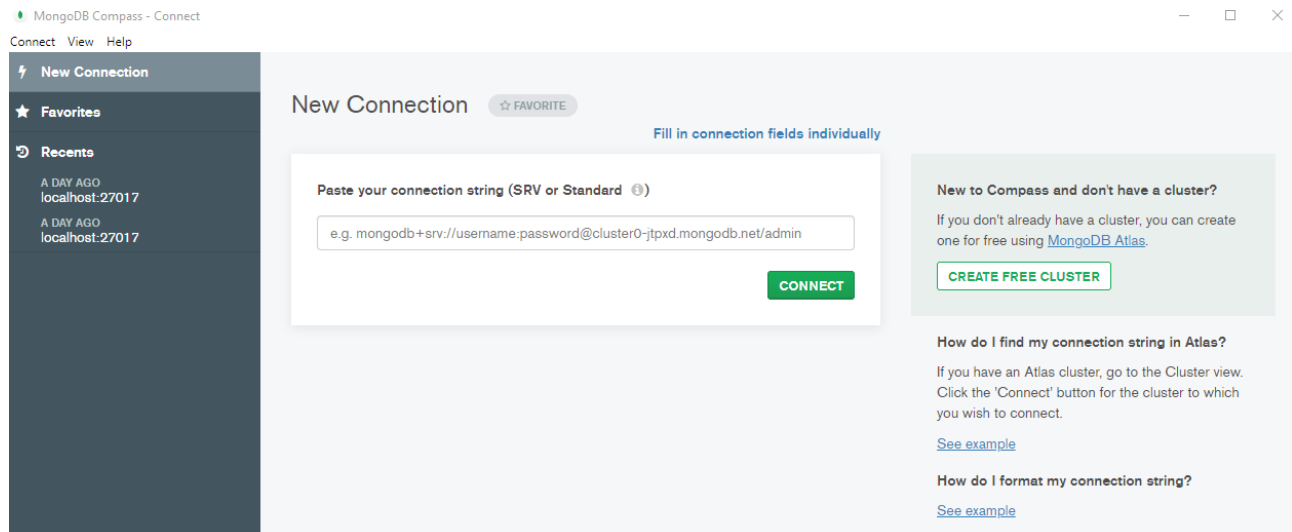 MongoDB Compass - Connect
Connect View Help
New Connection
Favorites
Recents
A DAY AGO
localhost:27017
A DAY AGO
localhost:27017
New Connection
FAVORITE
Fill in connection fields individually
Paste your connection string (SRV or Standard )
e.g. mongodb+srv://username:password@cluster0-jtpxd.mongodb.net/admin
CONNECT
New to Compass and don't have a cluster?
If you don't already have a cluster, you can create
one for free using MongoDB Atlas.
CREATE FREE CLUSTER
How do I find my connection string in Atlas?
If you have an Atlas cluster, go to the Cluster view.
Click the 'Connect' button for the cluster to which
you wish to connect.
See example
How do I format my connection string?
See example